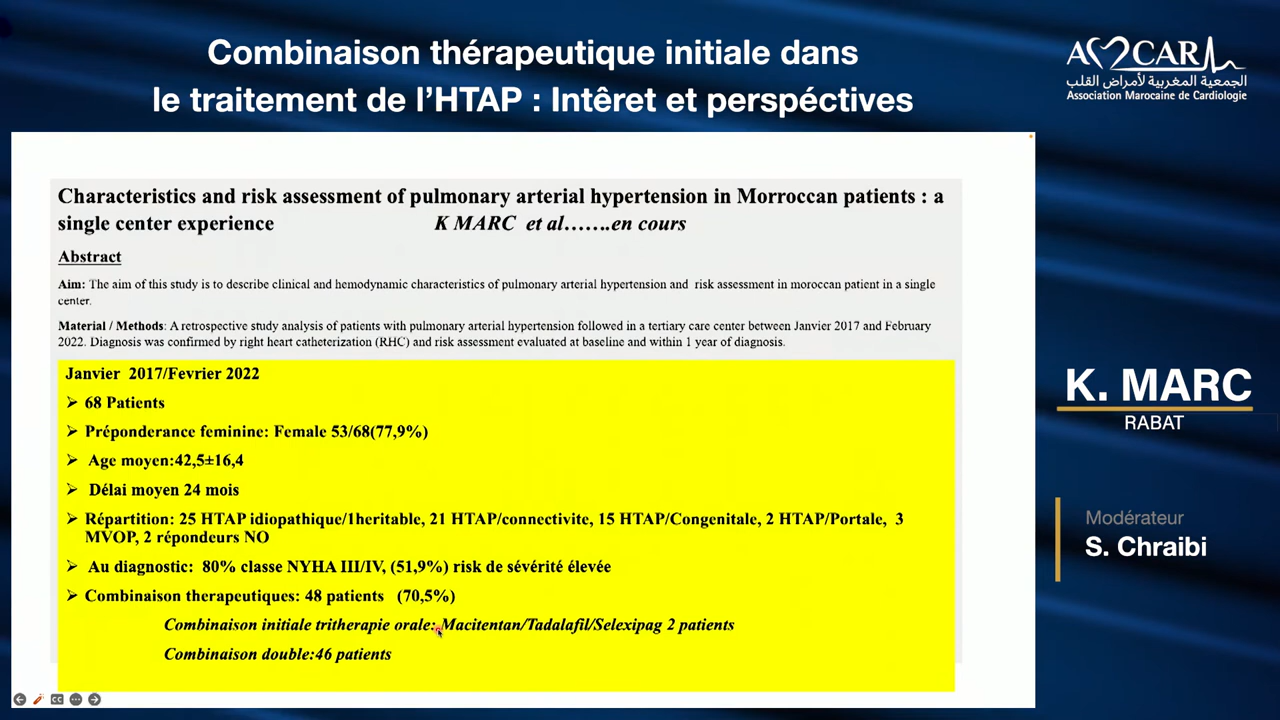 Combinaison thérapeutique initiale dans
le traitement de l'HTAP : Intêret et perspéctives
AM CAR
الجمعية المغربية لأمراض القلب
Association Marocaine de Cardiologie
Characteristics and risk assessment of pulmonary arterial hypertension in Morroccan patients : a
single center experience K MARC et al…….en cours
Abstract
Aim: The aim of this study is to describe clinical and hemodynamic characteristics of pulmonary arterial hypertension and risk assessment in moroccan patient in a single
center.
Material / Methods: A retrospective study analysis of patients with pulmonary arterial hypertension followed in a tertiary care center between Janvier 2017 and February
2022. Diagnosis was confirmed by right heart catheterization (RHC) and risk assessment evaluated at baseline and within 1 year of diagnosis.
Janvier 2017/Fevrier 2022
➢ 68 Patients
➢ Préponderance feminine: Female 53/68(77,9%)
➢ Age moyen:42,5±16,4
➢ Délai moyen 24 mois
➢ Répartition: 25 HTAP idiopathique/1heritable, 21 HTAP/connectivite, 15 HTAP/Congenitale, 2 HTAP/Portale, 3
MVOP, 2 répondeurs NO
➢ Au diagnostic: 80% classe NYHA III/IV, (51,9%) risk de sévérité élevée
➢ Combinaison therapeutiques: 48 patients (70,5%)
Combinaison initiale tritherapie orale: Macitentan/Tadalafil/Selexipag 2 patients
Combinaison double:46 patients
K. MARC
RABAT
Modérateur
S. Chraibi
CC